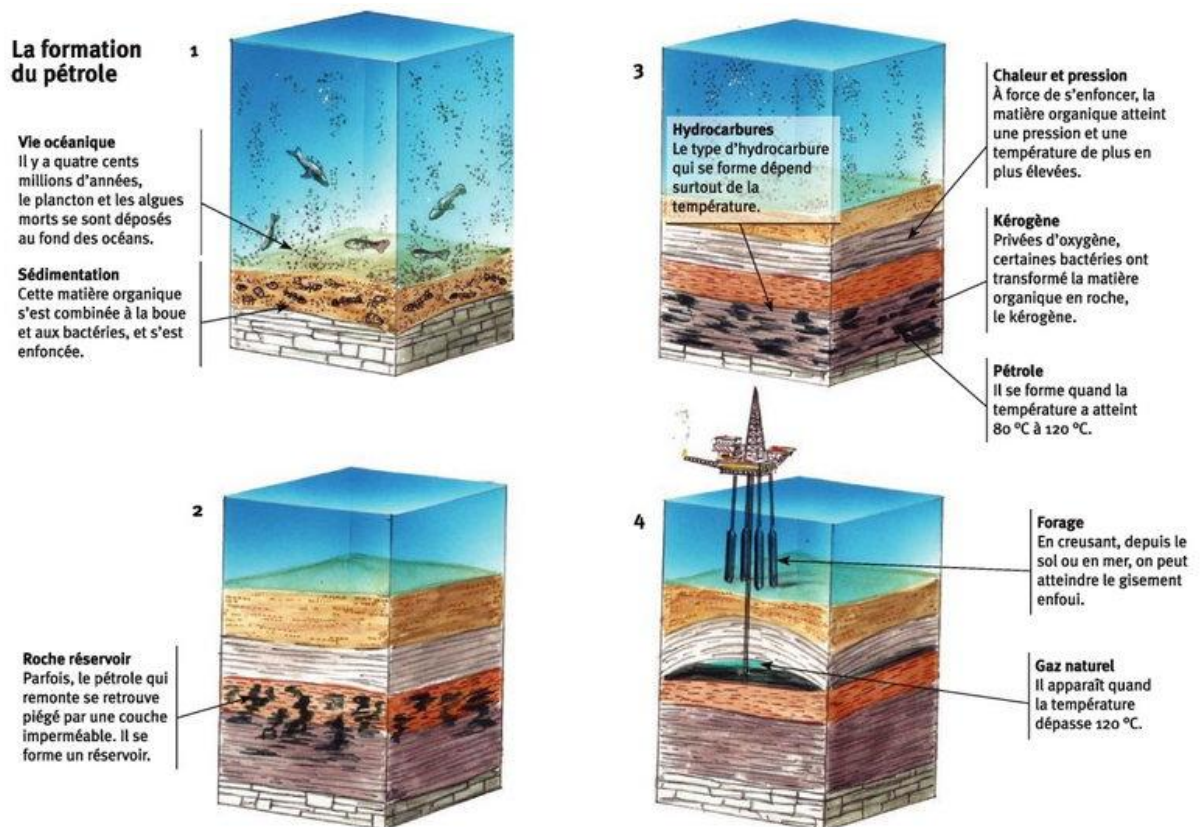 La formation
du pétrole
1
Vie océanique
Il y a quatre cents
millions d'années,
le plancton et les algues
morts se sont déposés
au fond des océans.
Sédimentation
Cette matière organique
s'est combinée à la boue
et aux bactéries, et s'est
enfoncée.
2
Roche réservoir
Parfois, le pétrole qui
remonte se retrouve
piégé par une couche
imperméable. Il se
forme un réservoir.
3
Hydrocarbures
Le type d'hydrocarbure
qui se forme dépend
surtout de la
température.
Chaleur et pression
À force de s'enfoncer, la
matière organique atteint
une pression et une
température de plus en
plus élevées.
Kérogène
Privées d'oxygène,
certaines bactéries ont
transformé la matière
organique en roche,
le kérogène.
Pétrole
Il se forme quand la
température a atteint
80 °C à 120 °C.
4
Forage
En creusant, depuis le
sol ou en mer, on peut
atteindre le gisement
enfoui.
Gaz naturel
Il apparaît quand
la température
dépasse 120 °C.